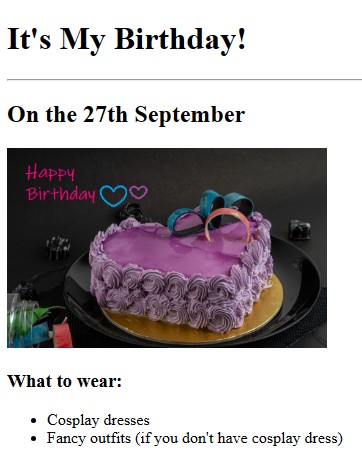 It's My Birthday!
On the 27th September
Happy
Birthday
What to wear:
Cosplay dresses
Fancy outfits (if you don't have cosplay dress)